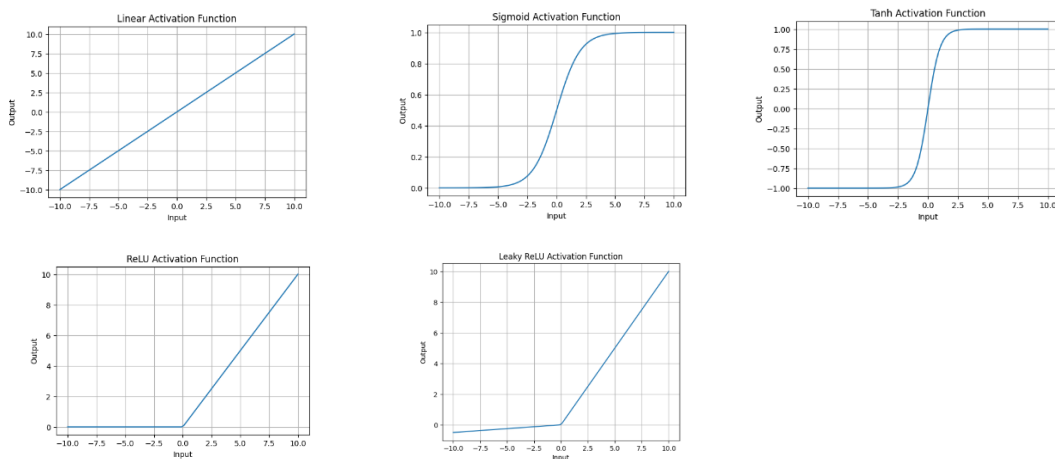 Linear Activation Function
10.0
7.5
5.0
2.5
0.0
−2.5
−5.0
−7.5
−10.0
Output
−10.0 −7.5 −5.0 −2.5 0.0 2.5 5.0 7.5 10.0
Input
Sigmoid Activation Function
1.0
0.8
0.6
0.4
0.2
0.0
Output
−10.0 −7.5 −5.0 −2.5 0.0 2.5 5.0 7.5 10.0
Input
Tanh Activation Function
1.00
0.75
0.50
0.25
0.00
−0.25
−0.50
−0.75
−1.00
Output
−10.0 −7.5 −5.0 −2.5 0.0 2.5 5.0 7.5 10.0
Input
ReLU Activation Function
10
8
6
4
2
0
Output
−10.0 −7.5 −5.0 −2.5 0.0 2.5 5.0 7.5 10.0
Input
Leaky ReLU Activation Function
10
8
6
4
2
0
Output
−10.0 −7.5 −5.0 −2.5 0.0 2.5 5.0 7.5 10.0
Input